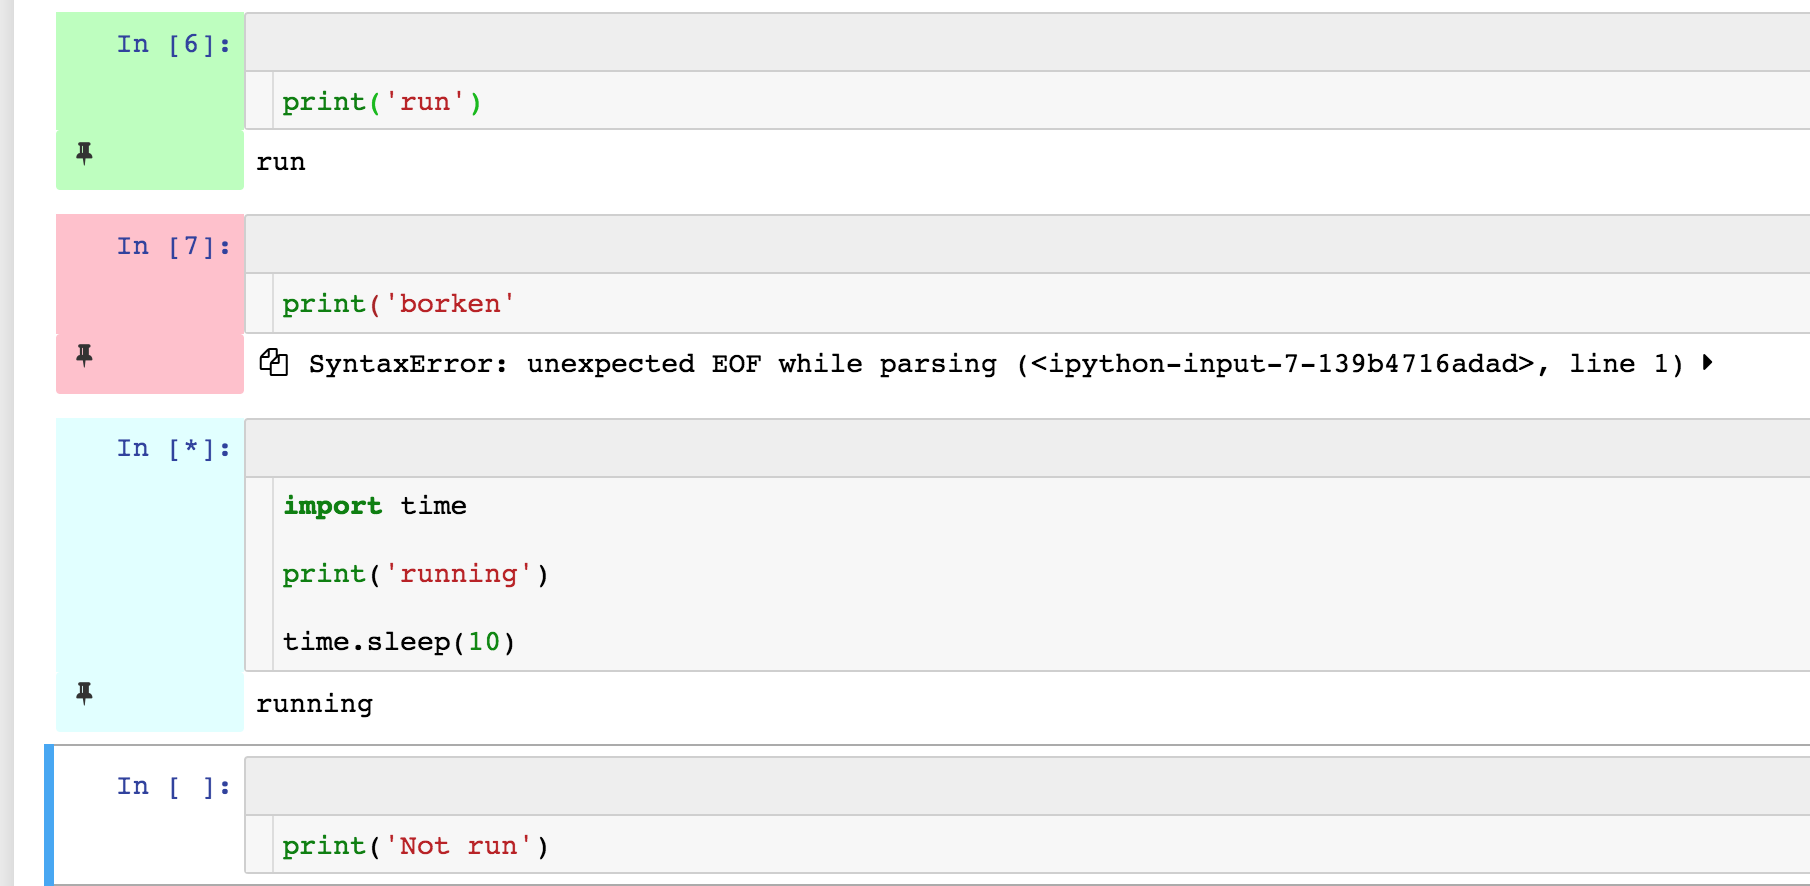 In [6]:
print('run')
run
In [7]:
print('borken'
SyntaxError: unexpected EOF while parsing (<ipython-input-7-139b4716adad>, line 1)
In [*]:
import time
print('running')
time.sleep(10)
running
In [ ]:
print('Not run')